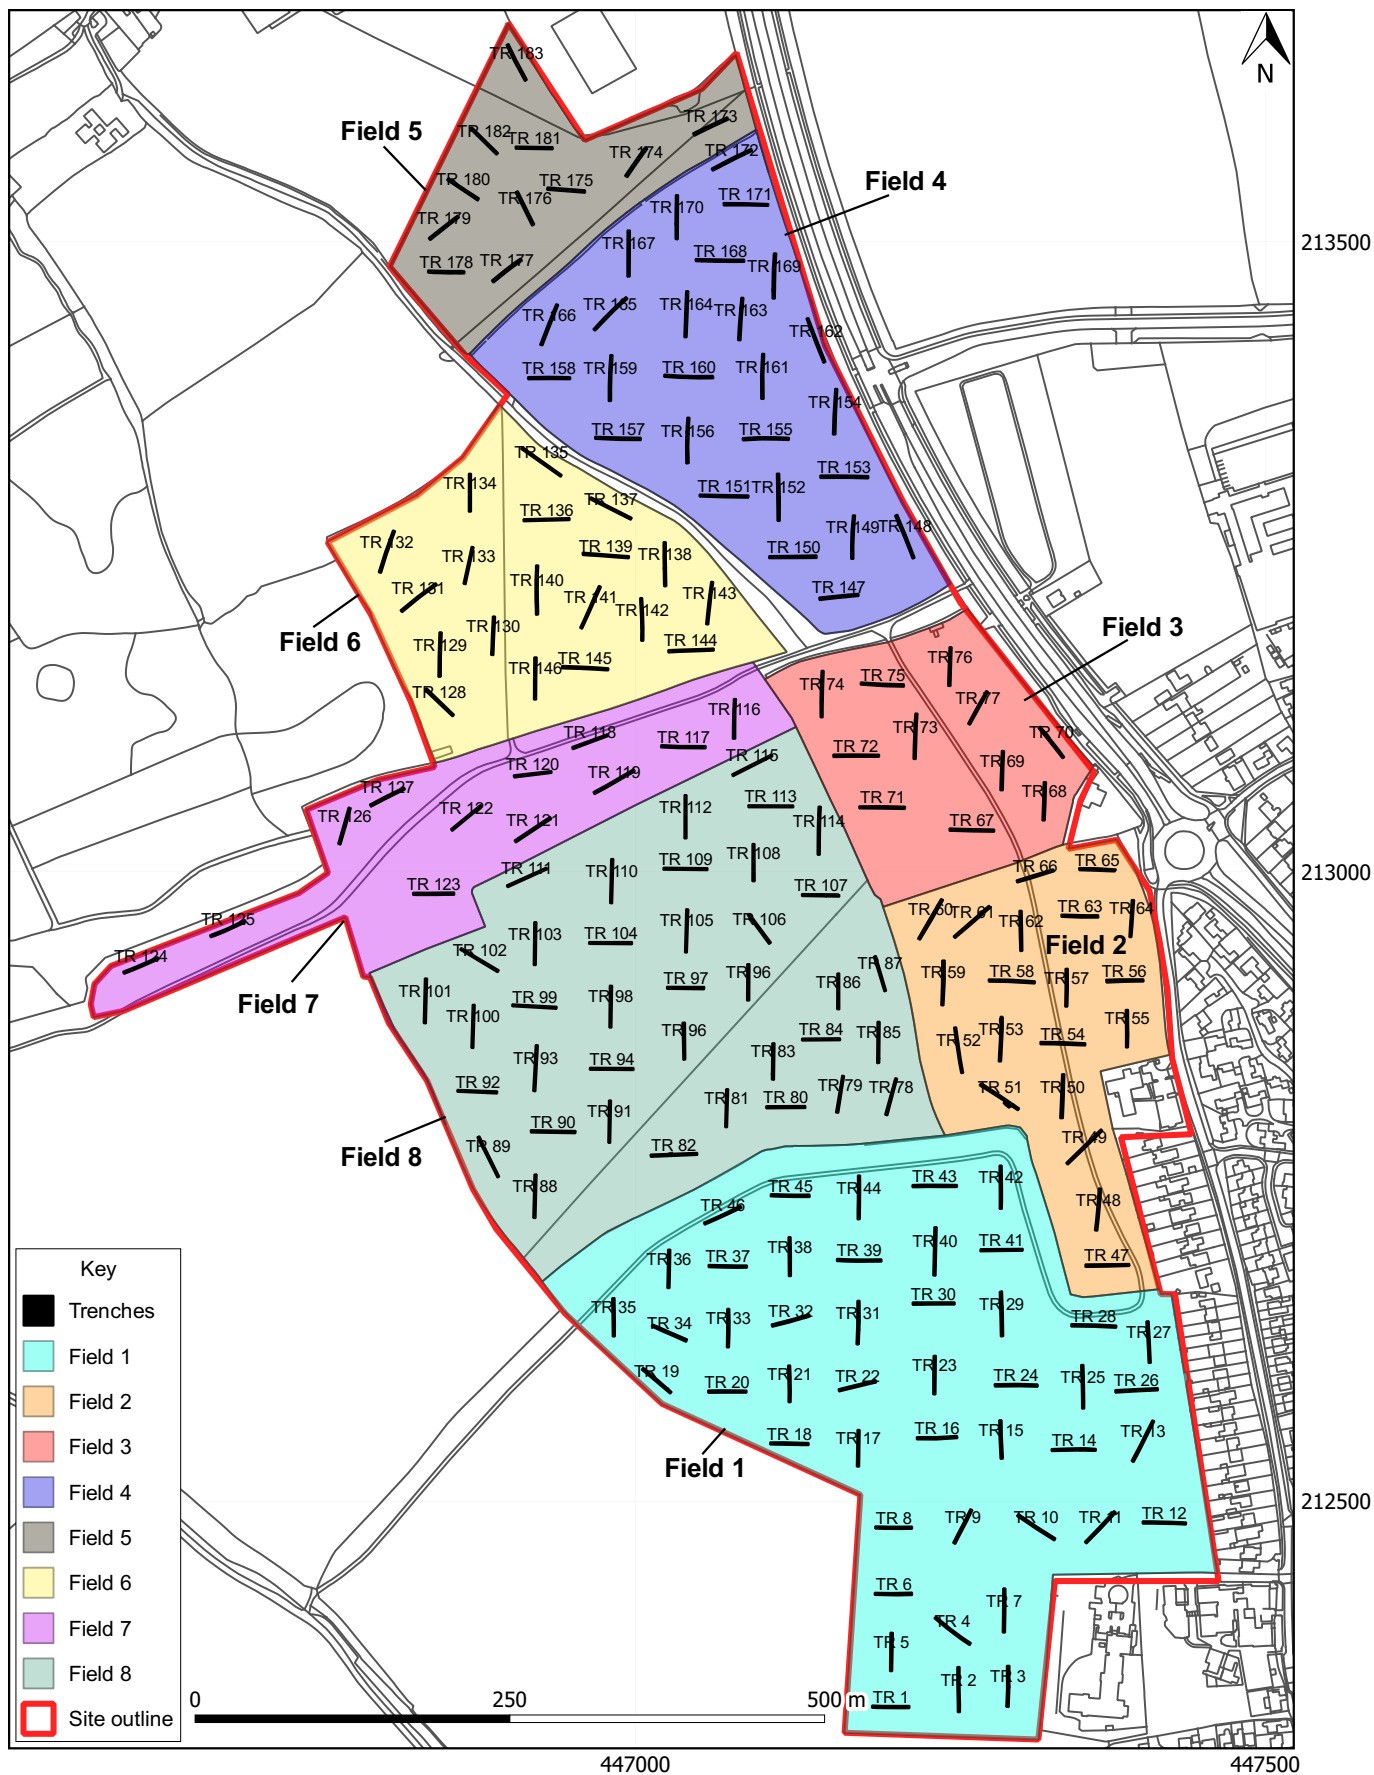 N
TR 183
Field 5
TR 182
TR 181
TR 173
TR 174
TR 172
TR 180
TR 175
TR 176
TR 171
TR 170
Field 4
TR 179
TR 178
TR 177
TR 167
TR 168
TR 169
213500
TR 166
TR 165
TR 164
TR 163
TR 162
TR 158
TR 159
TR 160
TR 161
TR 154
TR 157
TR 156
TR 155
TR 153
TR 151
TR 152
TR 149
TR 148
TR 150
TR 147
TR 135
TR 134
TR 136
TR 137
TR 132
TR 133
TR 139
TR 138
TR 131
TR 140
TR 141
TR 142
TR 143
TR 130
TR 129
TR 144
TR 146
TR 145
TR 128
Field 6
Field 3
TR 76
TR 74
TR 75
TR 77
TR 73
TR 70
TR 72
TR 69
TR 71
TR 68
TR 67
TR 116
TR 118
TR 117
TR 120
TR 119
TR 115
TR 127
TR 126
TR 122
TR 121
TR 112
TR 113
TR 114
TR 123
TR 111
TR 110
TR 109
TR 108
TR 107
TR 66
TR 65
213000
TR 125
TR 124
Field 7
TR 102
TR 103
TR 104
TR 105
TR 106
TR 60
TR 61
TR 62
TR 63
TR 64
Field 2
TR 101
TR 100
TR 99
TR 98
TR 97
TR 96
TR 86
TR 87
TR 59
TR 58
TR 57
TR 56
TR 93
TR 94
TR 96
TR 83
TR 84
TR 85
TR 52
TR 53
TR 54
TR 55
TR 92
TR 90
TR 91
TR 81
TR 80
TR 79
TR 78
TR 51
TR 50
TR 89
Field 8
TR 82
TR 49
TR 88
TR 48
TR 47
TR 46
TR 45
TR 44
TR 43
TR 42
TR 36
TR 37
TR 38
TR 39
TR 40
TR 41
TR 35
TR 34
TR 33
TR 32
TR 31
TR 30
TR 29
TR 28
TR 27
TR 19
TR 20
TR 21
TR 22
TR 23
TR 24
TR 25
TR 26
TR 18
TR 17
TR 16
TR 15
TR 14
TR 13
Field 1
TR 8
TR 9
TR 10
TR 11
TR 12
212500
TR 6
TR 7
TR 4
TR 5
TR 2
TR 3
TR 1
Key
Trenches
Field 1
Field 2
Field 3
Field 4
Field 5
Field 6
Field 7
Field 8
Site outline
0
250
500 m
447000
447500